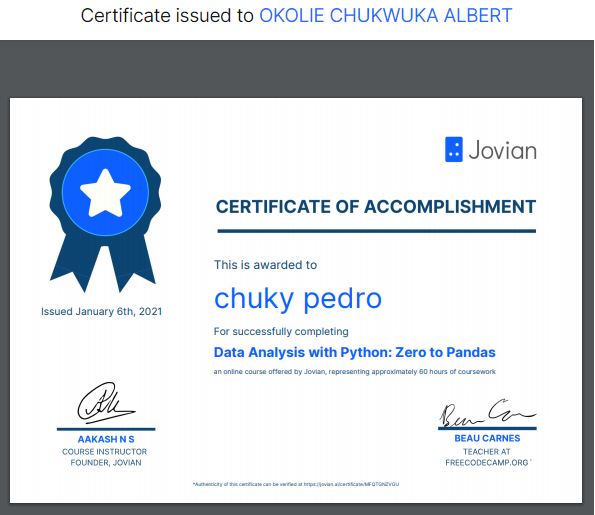 Certificate issued to OKOLIE CHUKWUKA ALBERT
Jovian
CERTIFICATE OF ACCOMPLISHMENT
This is awarded to
chuky pedro
Issued January 6th, 2021
For successfully completing
Data Analysis with Python: Zero to Pandas
an online course offered by Jovian, representing approximately 60 hours of coursework
AAKASH N S
COURSE INSTRUCTOR
FOUNDER, JOVIAN
Beau Carnes
BEAU CARNES
TEACHER AT
FREECODECAMP.ORG
*Authenticity of this certificate can be verified at https://jovian.ai/certificate/MFQTGNZVGU